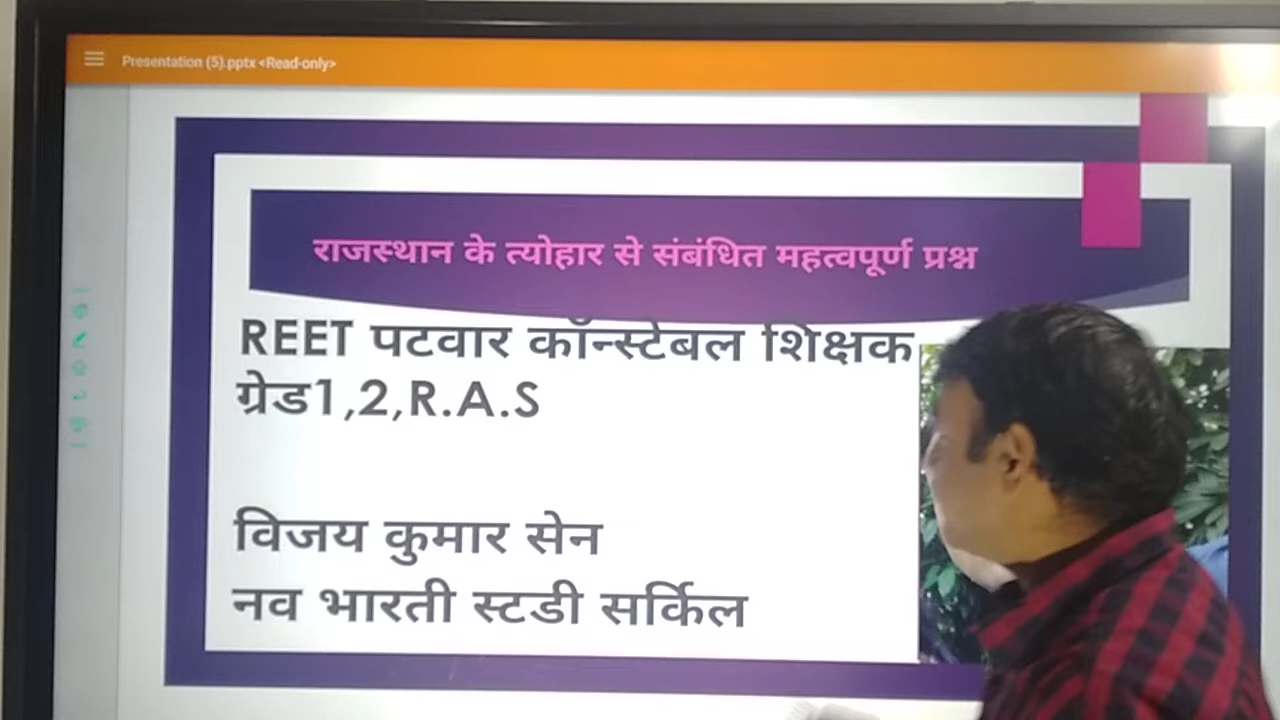 Presentation (5).pptx <Read-only>
राजस्थान के त्योहार से संबंधित महत्वपूर्ण प्रश्न
REET पटवार कॉन्स्टेबल शिक्षक
ग्रेड1,2,R.A.S
विजय कुमार सेन
नव भारती स्टडी सर्किल